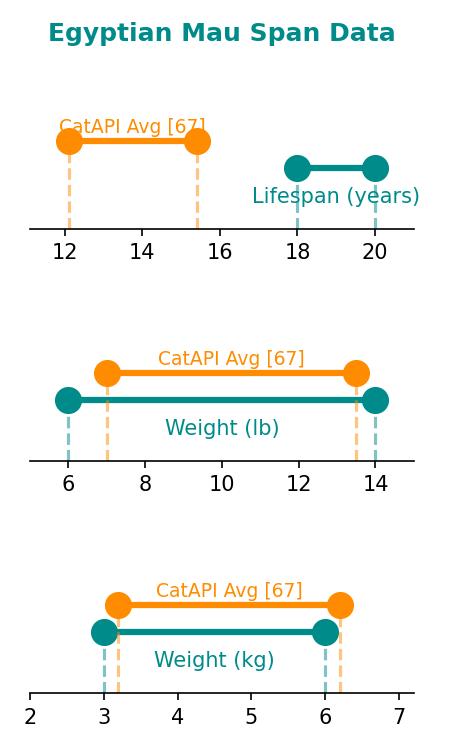 Egyptian Mau Span Data
CatAPI Avg [67]
Lifespan (years)
12 14 16 18 20
CatAPI Avg [67]
Weight (lb)
6 8 10 12 14
CatAPI Avg [67]
Weight (kg)
2 3 4 5 6 7